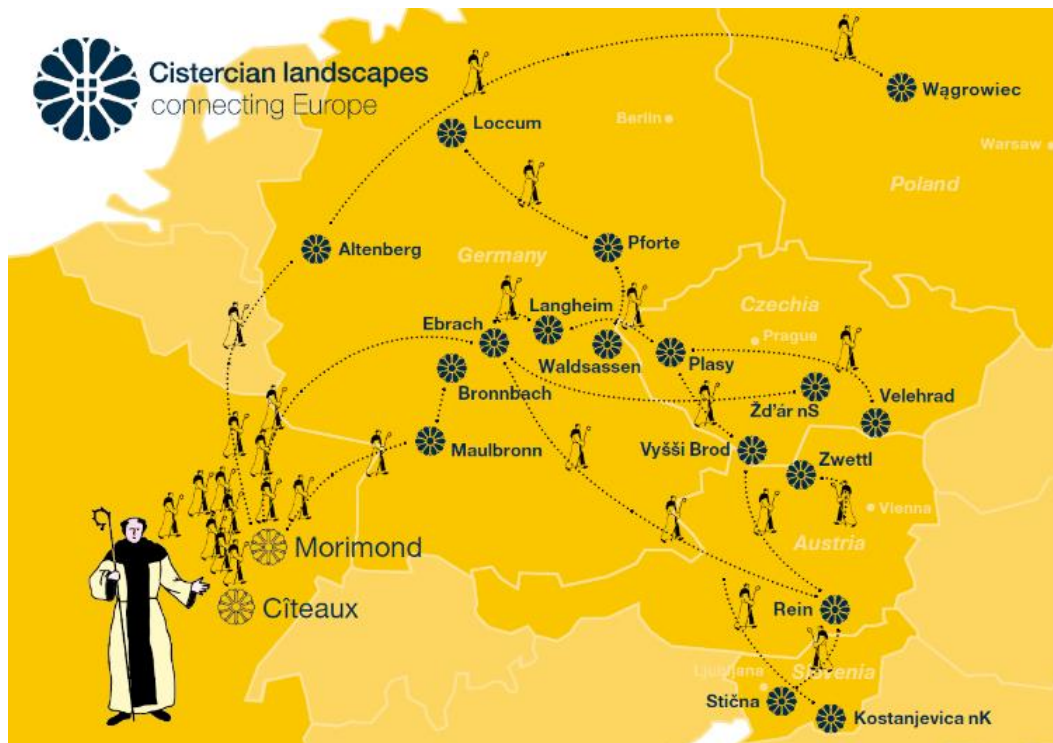 Cistercian landscapes
connecting Europe
Wągrowiec
Loccum
Berlin
Warsaw
Poland
Altenberg
Germany
Pforte
Czechia
Langheim
Ebrach
Prague
Waldsassen
Plasy
Bronnbach
Žďár nS
Velehrad
Maulbronn
Vyšši Brod
Zwettl
Vienna
Morimond
Austria
Cîteaux
Rein
Ljubljana
Slovenia
Stična
Kostanjevica nK